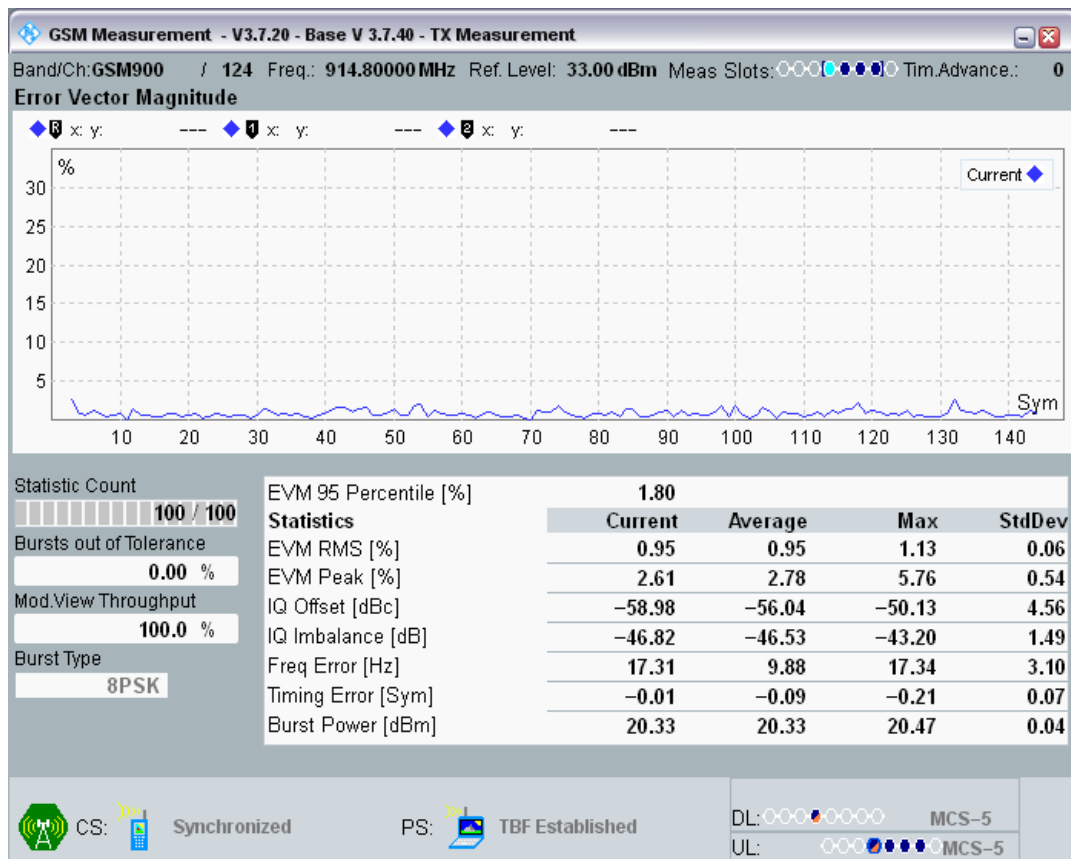 GSM Measurement - V3.7.20 - Base V 3.7.40 - TX Measurement
Band/Ch:GSM900 / 124 Freq.: 914.80000 MHz Ref. Level: 33.00 dBm Meas Slots: Tim.Advance.: 0
Error Vector Magnitude
R x: y: --- 1 x: y: --- 2 x: y: ---
%
Current
30
25
20
15
10
5
Sym
10 20 30 40 50 60 70 80 90 100 110 120 130 140
Statistic Count
100 / 100
Bursts out of Tolerance
0.00 %
Mod.View Throughput
100.0 %
Burst Type
8PSK
EVM 95 Percentile [%] 1.80
Statistics Current Average Max StdDev
EVM RMS [%] 0.95 0.95 1.13 0.06
EVM Peak [%] 2.61 2.78 5.76 0.54
IQ Offset [dBc] −58.98 −56.04 −50.13 4.56
IQ Imbalance [dB] −46.82 −46.53 −43.20 1.49
Freq Error [Hz] 17.31 9.88 17.34 3.10
Timing Error [Sym] −0.01 −0.09 −0.21 0.07
Burst Power [dBm] 20.33 20.33 20.47 0.04
CS: Synchronized PS: TBF Established
DL: MCS−5
UL: MCS−5